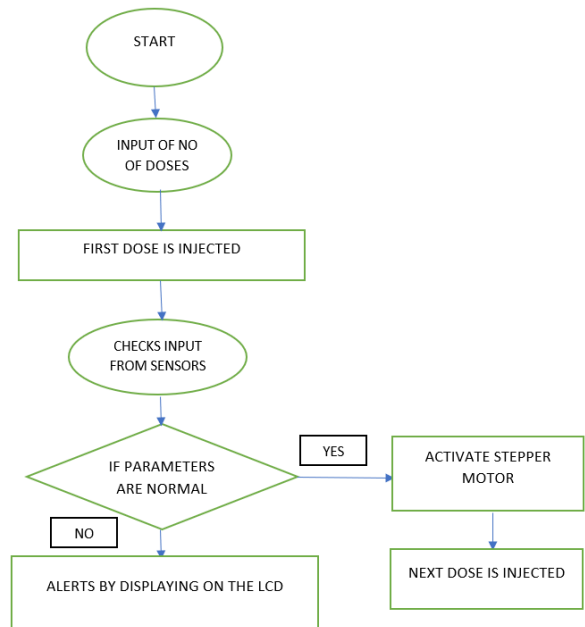 START
INPUT OF NO
OF DOSES
FIRST DOSE IS INJECTED
CHECKS INPUT
FROM SENSORS
IF PARAMETERS
ARE NORMAL
YES
ACTIVATE STEPPER
MOTOR
NO
ALERTS BY DISPLAYING ON THE LCD
NEXT DOSE IS INJECTED